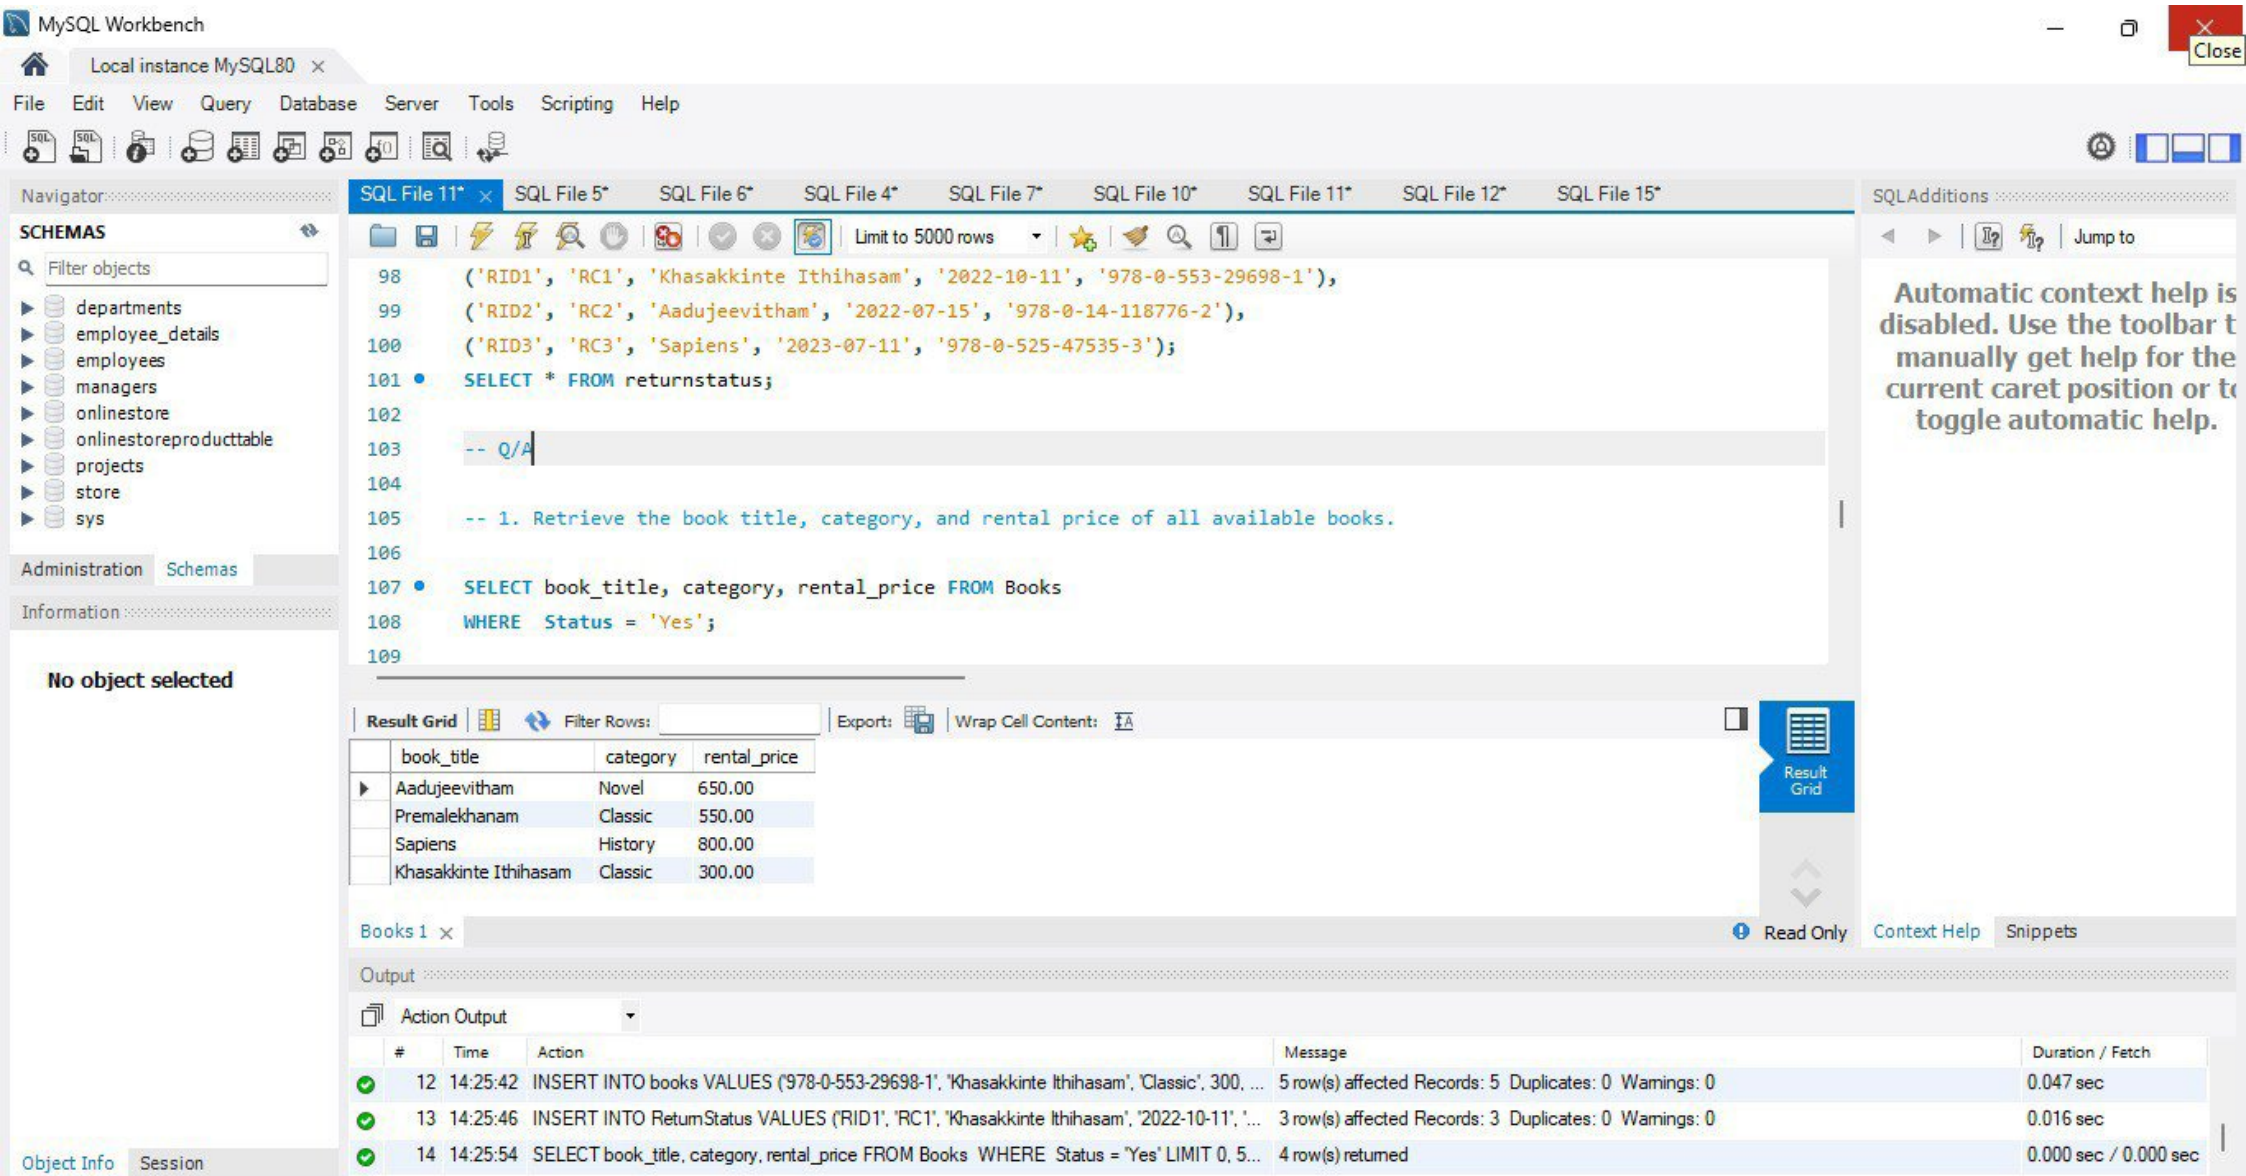 MySQL Workbench
Close
Local instance MySQL80
File Edit View Query Database Server Tools Scripting Help
Navigator
SCHEMAS
Filter objects
departments
employee_details
employees
managers
onlinestore
onlinestoreproducttable
projects
store
sys
Administration Schemas
Information
No object selected
Object Info Session
SQL File 11* SQL File 5* SQL File 6* SQL File 4* SQL File 7* SQL File 10* SQL File 11* SQL File 12* SQL File 15*
Limit to 5000 rows
98 ('RID1', 'RC1', 'Khasakkinte Ithihasam', '2022-10-11', '978-0-553-29698-1'),
99 ('RID2', 'RC2', 'Aadujeevitham', '2022-07-15', '978-0-14-118776-2'),
100 ('RID3', 'RC3', 'Sapiens', '2023-07-11', '978-0-525-47535-3');
101 SELECT * FROM returnstatus;
102
103 -- Q/A
104
105 -- 1. Retrieve the book title, category, and rental price of all available books.
106
107 SELECT book_title, category, rental_price FROM Books
108 WHERE Status = 'Yes';
109
Result Grid Filter Rows: Export: Wrap Cell Content:
book_title category rental_price
Aadujeevitham Novel 650.00
Premalekhanam Classic 550.00
Sapiens History 800.00
Khasakkinte Ithihasam Classic 300.00
Result
Grid
Books 1
Read Only
SQLAdditions
Jump to
Automatic context help is
disabled. Use the toolbar t
manually get help for the
current caret position or to
toggle automatic help.
Context Help Snippets
Output
Action Output
# Time Action Message Duration / Fetch
12 14:25:42 INSERT INTO books VALUES ('978-0-553-29698-1', 'Khasakkinte Ithihasam', 'Classic', 300, ... 5 row(s) affected Records: 5 Duplicates: 0 Warnings: 0 0.047 sec
13 14:25:46 INSERT INTO ReturnStatus VALUES ('RID1', 'RC1', 'Khasakkinte Ithihasam', '2022-10-11', '... 3 row(s) affected Records: 3 Duplicates: 0 Warnings: 0 0.016 sec
14 14:25:54 SELECT book_title, category, rental_price FROM Books WHERE Status = 'Yes' LIMIT 0, 5... 4 row(s) returned 0.000 sec / 0.000 sec